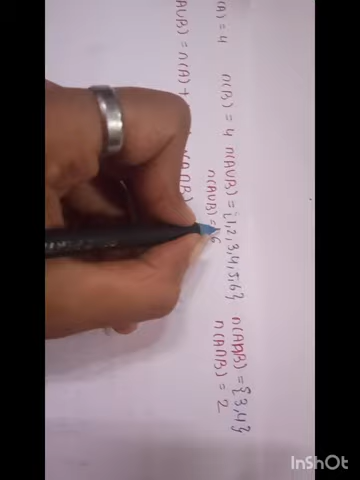 (A) = 4 n(B) = 4 n(A∪B) = {1,2,3,4,5,6} n(A∩B) = {3,4}
n(A∪B) = 6 n(A∩B) = 2
(A∪B) = n(A) + (A∩B)
InShOt